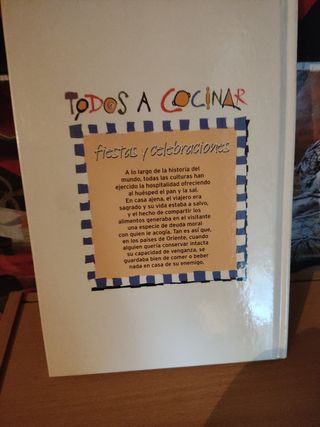 TODOS A COCINAR
fiestas y celebraciones
A lo largo de la historia del
mundo, todas las culturas han
ejercido la hospitalidad ofreciendo
al huésped el pan y la sal.
En casa ajena, el viajero era
sagrado y su vida estaba a salvo,
y el hecho de compartir los
alimentos generaba en el visitante
una especie de deuda moral
con quien le acogía. Tan es así que,
en los países de Oriente, cuando
alguien quería conservar intacta
su capacidad de venganza, se
guardaba bien de comer o beber
nada en casa de su enemigo.